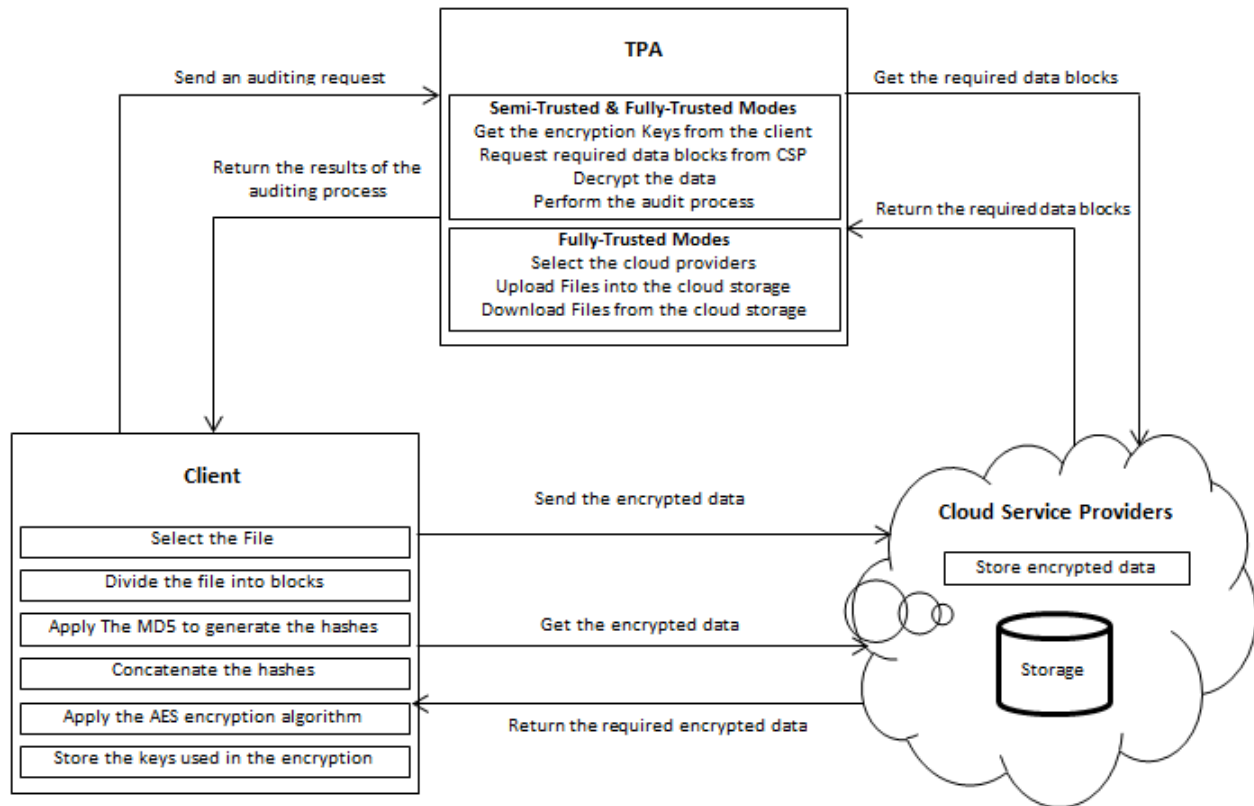 TPA
Send an auditing request
Get the required data blocks
Semi-Trusted & Fully-Trusted Modes
Get the encryption Keys from the client
Request required data blocks from CSP
Decrypt the data
Perform the audit process
Return the results of the
auditing process
Return the required data blocks
Fully-Trusted Modes
Select the cloud providers
Upload Files into the cloud storage
Download Files from the cloud storage
Client
Select the File
Divide the file into blocks
Apply The MD5 to generate the hashes
Concatenate the hashes
Apply the AES encryption algorithm
Store the keys used in the encryption
Send the encrypted data
Get the encrypted data
Return the required encrypted data
Cloud Service Providers
Store encrypted data
Storage